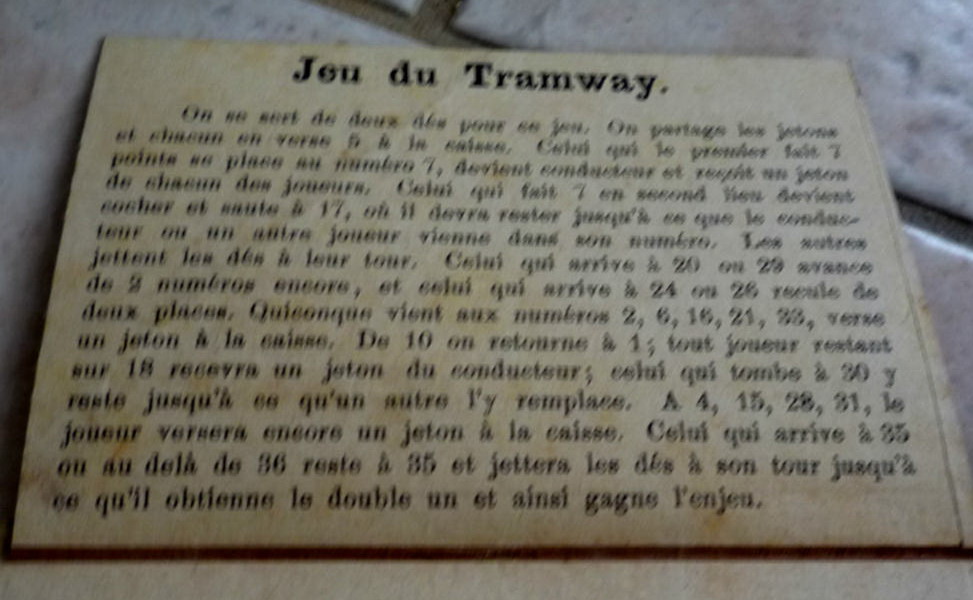 Jeu du Tramway.
On se sert de deux dés pour ce jeu. On partage les jetons
et chacun en verse 5 à la caisse. Celui qui le premier fait 7
points se place au numéro 7, devient conducteur et reçoit un jeton
de chacun des joueurs. Celui qui fait 7 en second lieu devient
cocher et saute à 17, où il devra rester jusqu'à ce que le conduc-
teur ou un autre joueur vienne dans son numéro. Les autres
jettent les dés à leur tour. Celui qui arrive à 20 ou 29 avance
de 2 numéros encore, et celui qui arrive à 24 ou 26 recule de
deux places. Quiconque vient aux numéros 2, 6, 16, 21, 33, verse
un jeton à la caisse. De 10 on retourne à 1; tout joueur restant
sur 18 recevra un jeton du conducteur; celui qui tombe à 30 y
reste jusqu'à ce qu'un autre l'y remplace. A 4, 15, 28, 31, le
joueur versera encore un jeton à la caisse. Celui qui arrive à 35
ou au delà de 36 reste à 35 et jettera les dés à son tour jusqu'à
ce qu'il obtienne le double un et ainsi gagne l'enjeu.